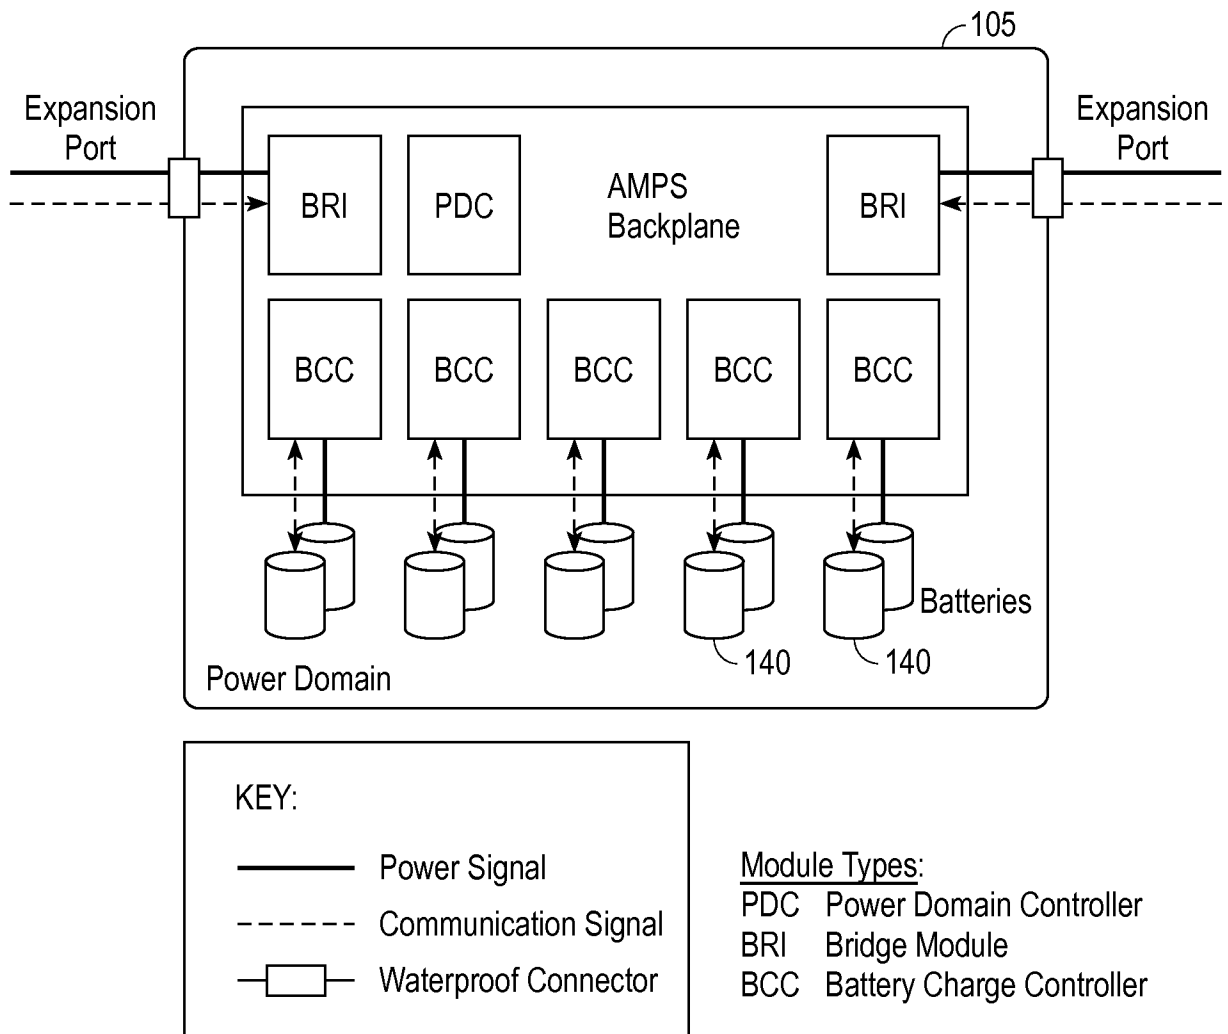 105
Expansion
Port
Expansion
Port
BRI
PDC
AMPS
Backplane
BRI
BCC
BCC
BCC
BCC
BCC
Batteries
140
140
Power Domain
KEY:
Power Signal
Communication Signal
Waterproof Connector
Module Types:
PDC Power Domain Controller
BRI Bridge Module
BCC Battery Charge Controller